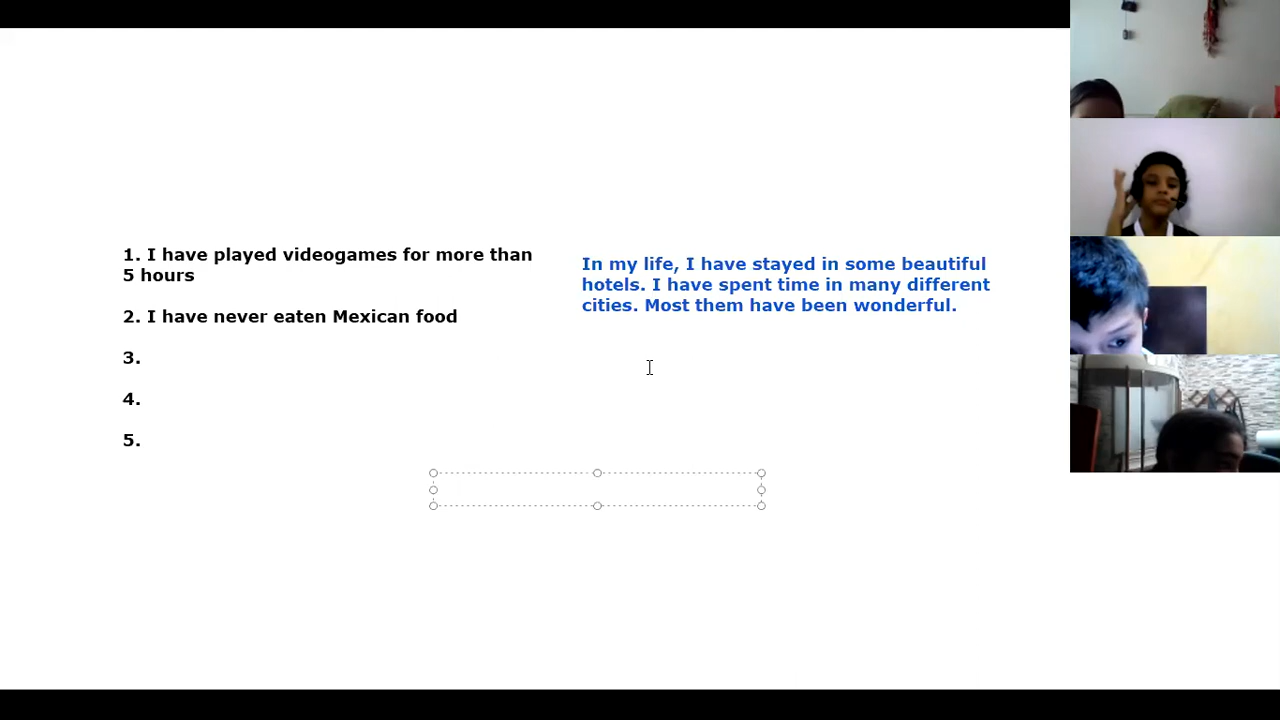 1. I have played videogames for more than
5 hours
2. I have never eaten Mexican food
3.
4.
5.
In my life, I have stayed in some beautiful
hotels. I have spent time in many different
cities. Most them have been wonderful.